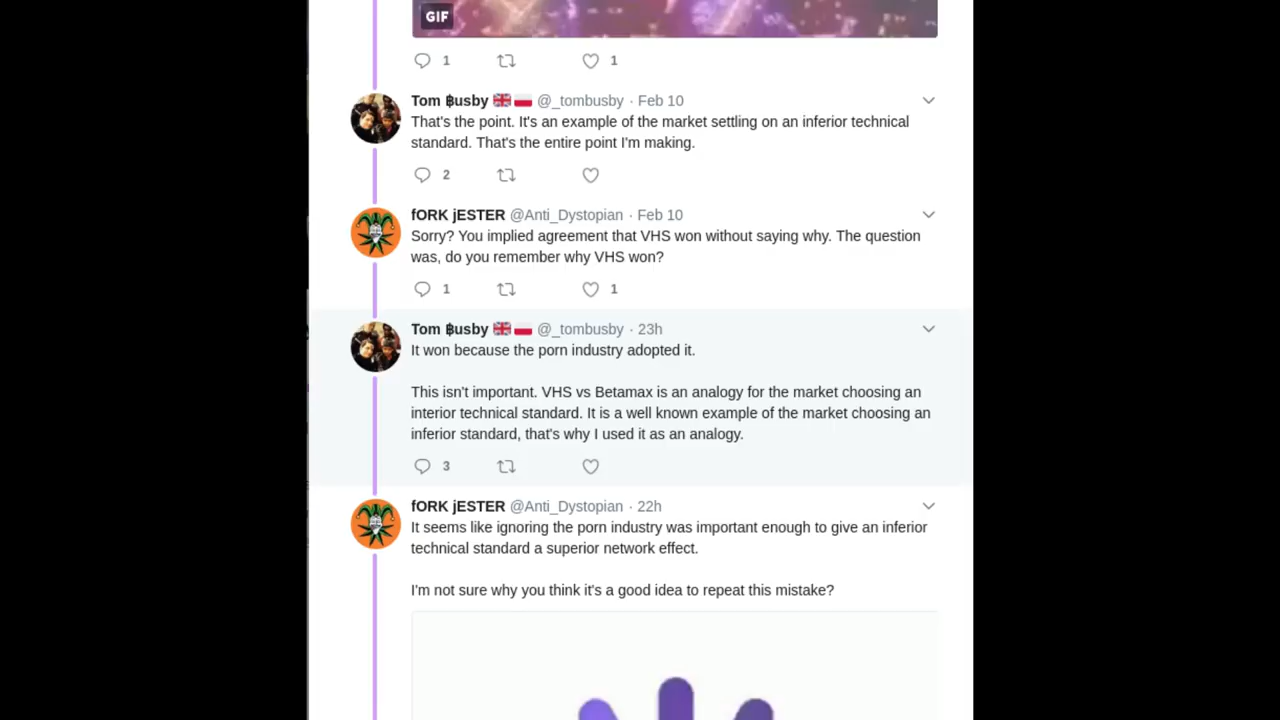 GIF
1 1
Tom ฿usby 🇬🇧 🇵🇱 @_tombusby · Feb 10
That's the point. It's an example of the market settling on an inferior technical
standard. That's the entire point I'm making.
2
fORK jESTER @Anti_Dystopian · Feb 10
Sorry? You implied agreement that VHS won without saying why. The question
was, do you remember why VHS won?
1 1
Tom ฿usby 🇬🇧 🇵🇱 @_tombusby · 23h
It won because the porn industry adopted it.
This isn't important. VHS vs Betamax is an analogy for the market choosing an
interior technical standard. It is a well known example of the market choosing an
inferior standard, that's why I used it as an analogy.
3
fORK jESTER @Anti_Dystopian · 22h
It seems like ignoring the porn industry was important enough to give an inferior
technical standard a superior network effect.
I'm not sure why you think it's a good idea to repeat this mistake?